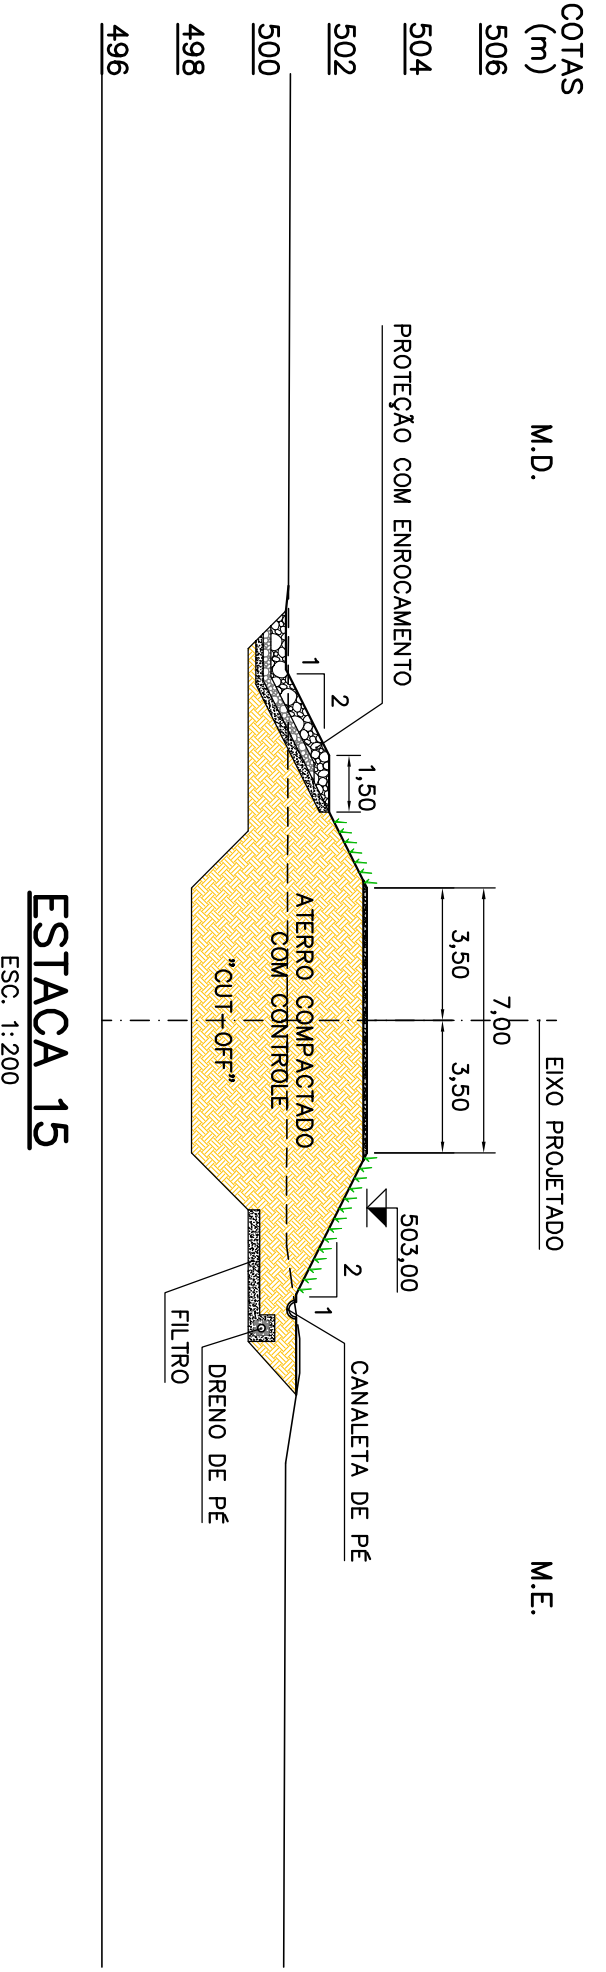 COTAS
(m)
506
504
502
500
498
496
M.D.
M.E.
EIXO PROJETADO
7,00
3,50
3,50
503,00
PROTEÇÃO COM ENROCAMENTO
1,50
2
1
2
1
CANALETA DE PÉ
ATERRO COMPACTADO
COM CONTROLE
"CUT-OFF"
DRENO DE PÉ
FILTRO
ESTACA 15
ESC. 1:200